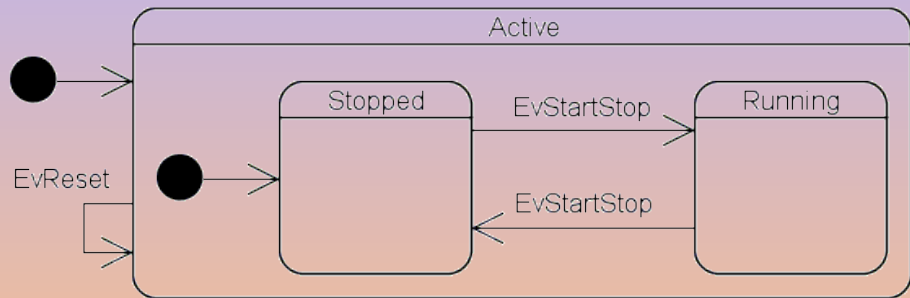 Active
Stopped
EvStartStop
Running
EvReset
EvStartStop